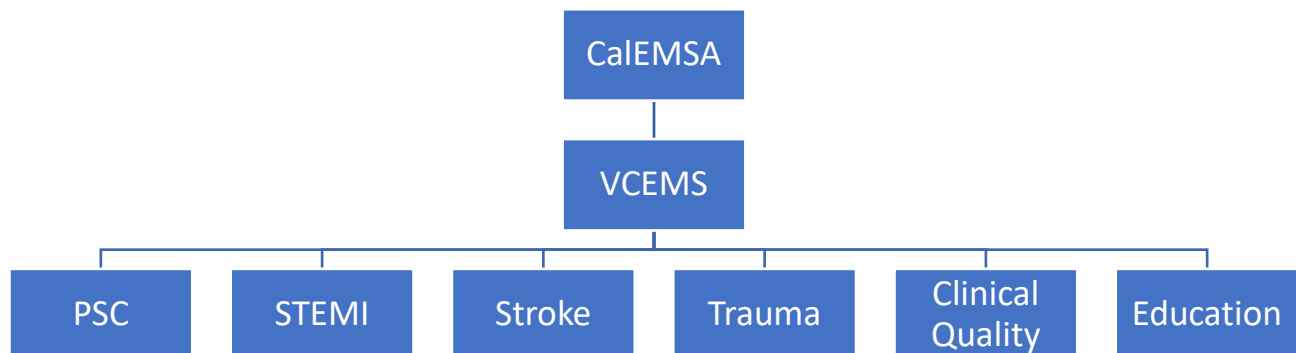 CalEMSA
VCEMS
PSC
STEMI
Stroke
Trauma
Clinical
Quality
Education